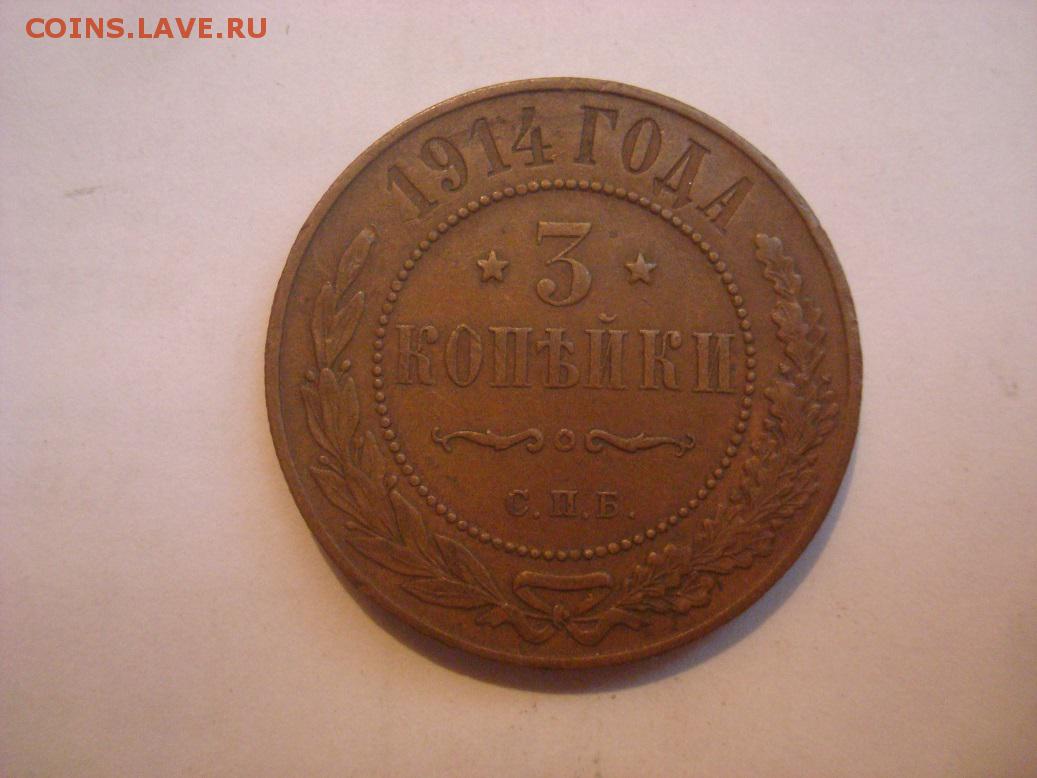 COINS.LAVE.RU
1914 ГОДА
3
КОПѢЙКИ
С.П.Б.